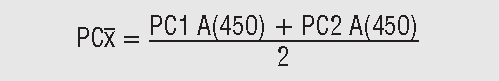 PCx̅ = PC1 A(450) + PC2 A(450) / 2